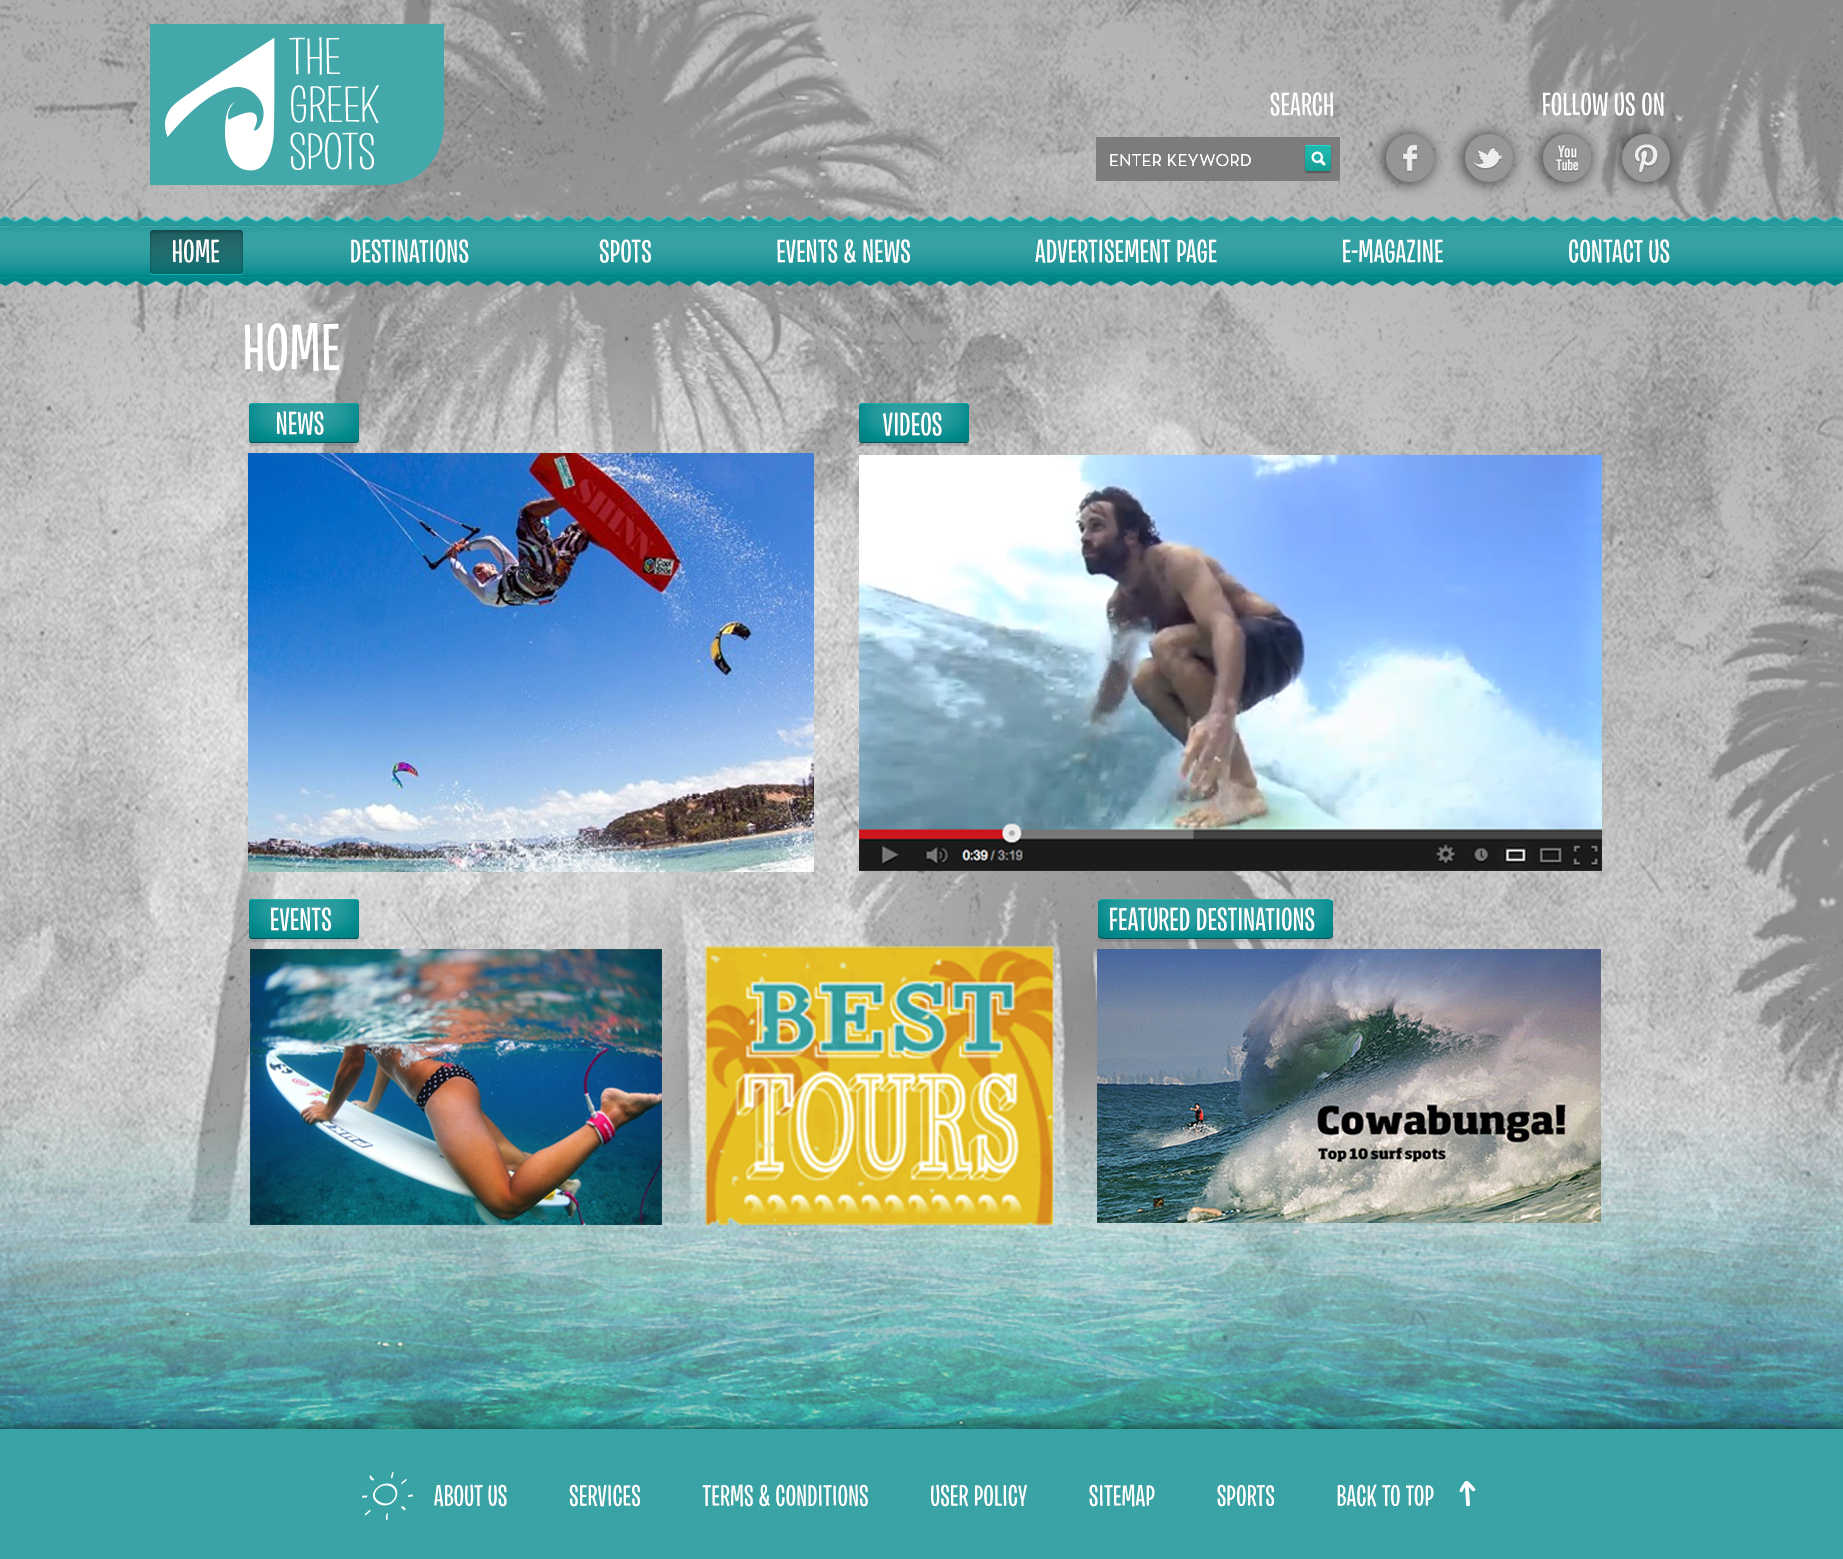 THE
GREEK
SPOTS
SEARCH
FOLLOW US ON
ENTER KEYWORD
You
Tube
HOME
DESTINATIONS
SPOTS
EVENTS & NEWS
ADVERTISEMENT PAGE
E-MAGAZINE
CONTACT US
HOME
NEWS
VIDEOS
SHINN
0:39 / 3:19
EVENTS
FEATURED DESTINATIONS
BEST
TOURS
Cowabunga!
Top 10 surf spots
ABOUT US
SERVICES
TERMS & CONDITIONS
USER POLICY
SITEMAP
SPORTS
BACK TO TOP